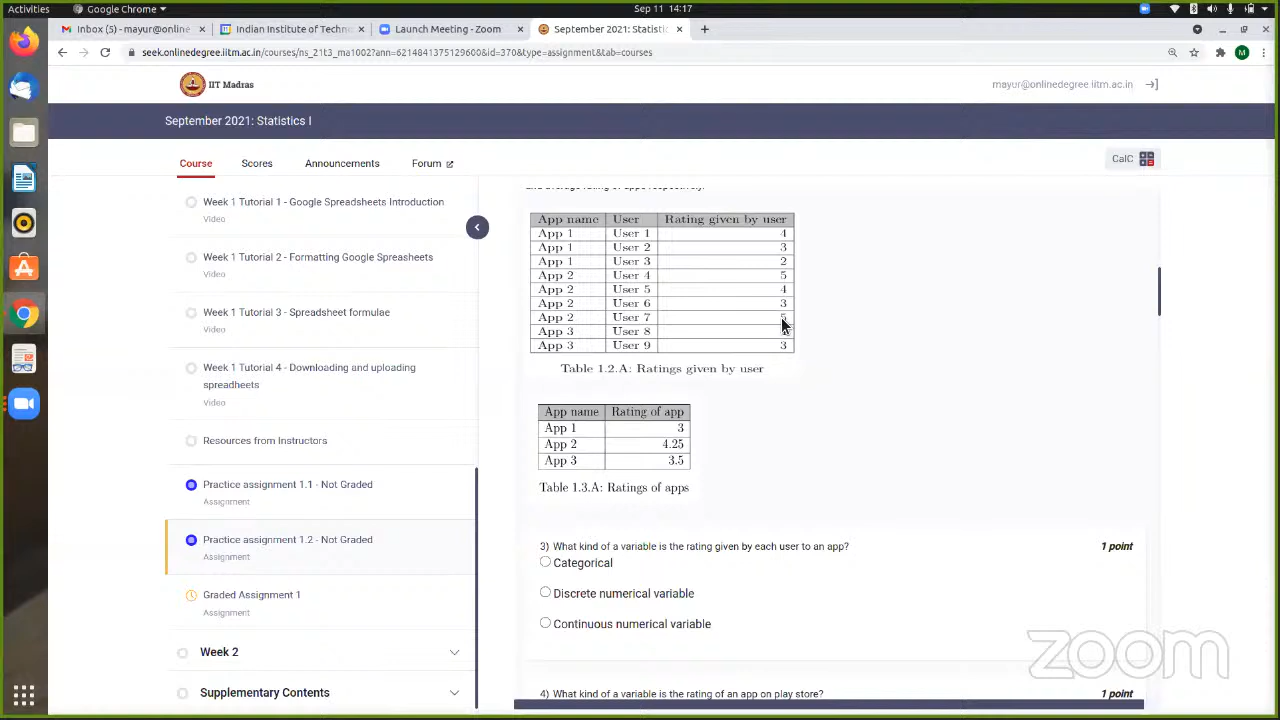 Activities
Google Chrome
Sep 11 14:17
Inbox (5) - mayur@online
Indian Institute of Techno
Launch Meeting - Zoom
September 2021: Statistic
seek.onlinedegree.iitm.ac.in/courses/ns_21t3_ma1002?ann=6214841375129600&id=370&type=assignment&tab=courses
M
IIT Madras
mayur@onlinedegree.iitm.ac.in
September 2021: Statistics I
Course Scores Announcements Forum
CalC
Week 1 Tutorial 1 - Google Spreadsheets Introduction
Video
Week 1 Tutorial 2 - Formatting Google Spreasheets
Video
Week 1 Tutorial 3 - Spreadsheet formulae
Video
Week 1 Tutorial 4 - Downloading and uploading
spreadheets
Video
Resources from Instructors
Practice assignment 1.1 - Not Graded
Assignment
Practice assignment 1.2 - Not Graded
Assignment
Graded Assignment 1
Assignment
Week 2
Supplementary Contents
and average rating of apps respectively.
App name User Rating given by user
App 1 User 1 4
App 1 User 2 3
App 1 User 3 2
App 2 User 4 5
App 2 User 5 4
App 2 User 6 3
App 2 User 7 5
App 3 User 8
App 3 User 9 3
Table 1.2.A: Ratings given by user
App name Rating of app
App 1 3
App 2 4.25
App 3 3.5
Table 1.3.A: Ratings of apps
3) What kind of a variable is the rating given by each user to an app? 1 point
Categorical
Discrete numerical variable
Continuous numerical variable
4) What kind of a variable is the rating of an app on play store? 1 point
zoom